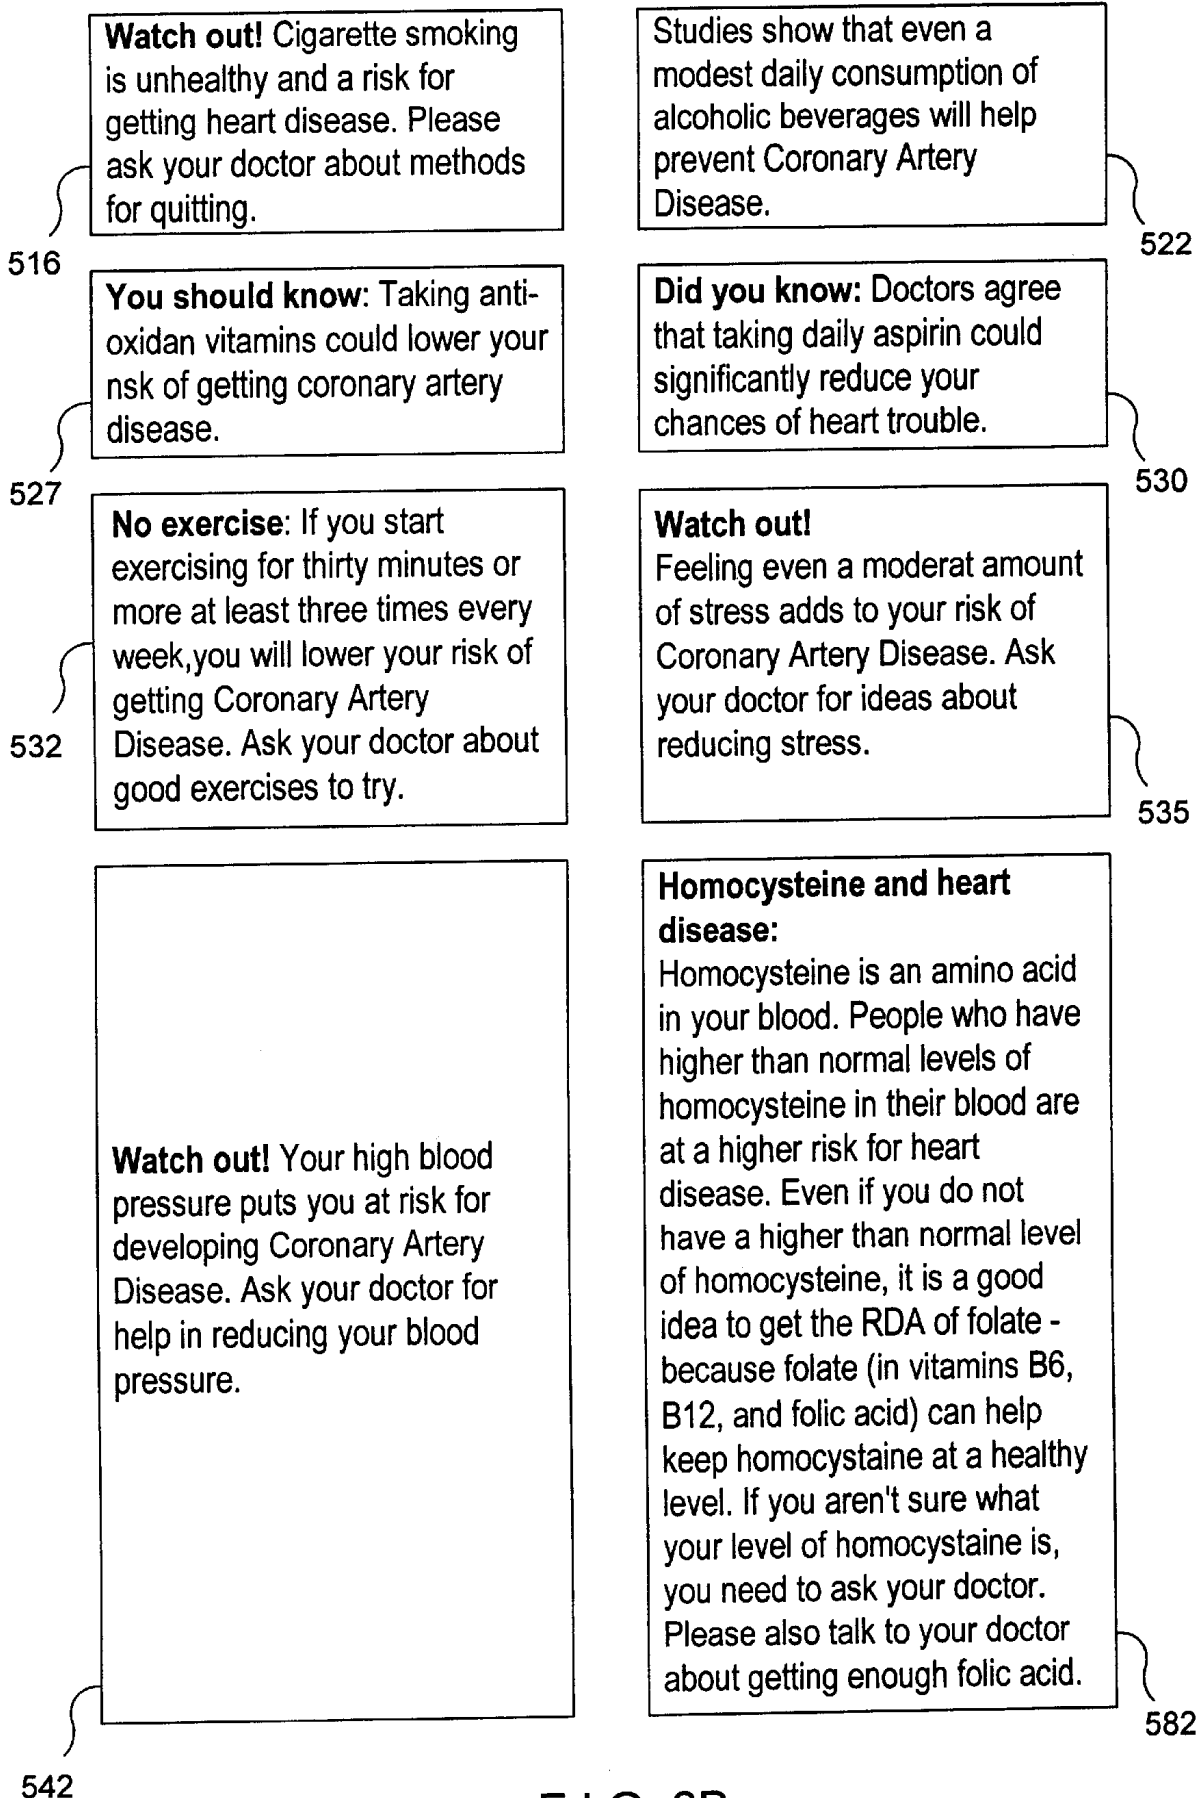 Watch out! Cigarette smoking
is unhealthy and a risk for
getting heart disease. Please
ask your doctor about methods
for quitting.
516
Studies show that even a
modest daily consumption of
alcoholic beverages will help
prevent Coronary Artery
Disease.
522
You should know: Taking anti-
oxidan vitamins could lower your
nsk of getting coronary artery
disease.
527
Did you know: Doctors agree
that taking daily aspirin could
significantly reduce your
chances of heart trouble.
530
No exercise: If you start
exercising for thirty minutes or
more at least three times every
week,you will lower your risk of
getting Coronary Artery
Disease. Ask your doctor about
good exercises to try.
532
Watch out!
Feeling even a moderat amount
of stress adds to your risk of
Coronary Artery Disease. Ask
your doctor for ideas about
reducing stress.
535
Watch out! Your high blood
pressure puts you at risk for
developing Coronary Artery
Disease. Ask your doctor for
help in reducing your blood
pressure.
542
Homocysteine and heart
disease:
Homocysteine is an amino acid
in your blood. People who have
higher than normal levels of
homocysteine in their blood are
at a higher risk for heart
disease. Even if you do not
have a higher than normal level
of homocysteine, it is a good
idea to get the RDA of folate -
because folate (in vitamins B6,
B12, and folic acid) can help
keep homocystaine at a healthy
level. If you aren't sure what
your level of homocystaine is,
you need to ask your doctor.
Please also talk to your doctor
about getting enough folic acid.
582